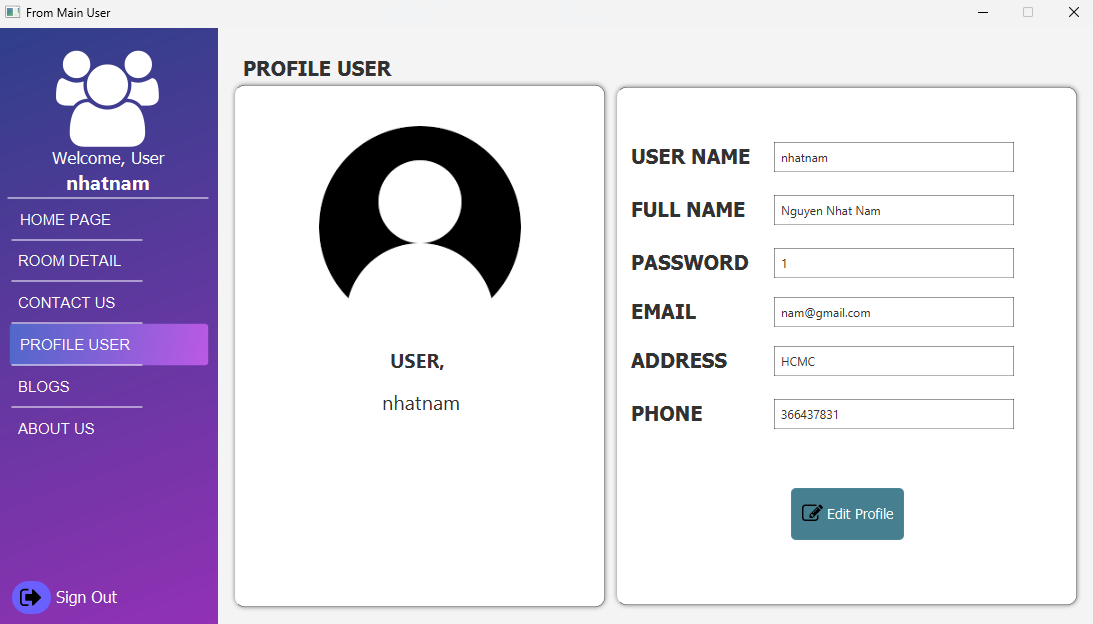 From Main User
Welcome, User
nhatnam
HOME PAGE
ROOM DETAIL
CONTACT US
PROFILE USER
BLOGS
ABOUT US
Sign Out
PROFILE USER
USER,
nhatnam
USER NAME nhatnam
FULL NAME Nguyen Nhat Nam
PASSWORD 1
EMAIL nam@gmail.com
ADDRESS HCMC
PHONE 366437831
Edit Profile